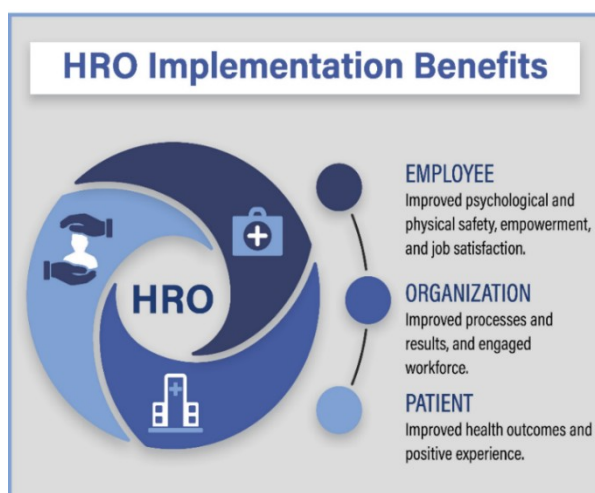 HRO Implementation Benefits
HRO
EMPLOYEE
Improved psychological and
physical safety, empowerment,
and job satisfaction.
ORGANIZATION
Improved processes and
results, and engaged
workforce.
PATIENT
Improved health outcomes and
positive experience.